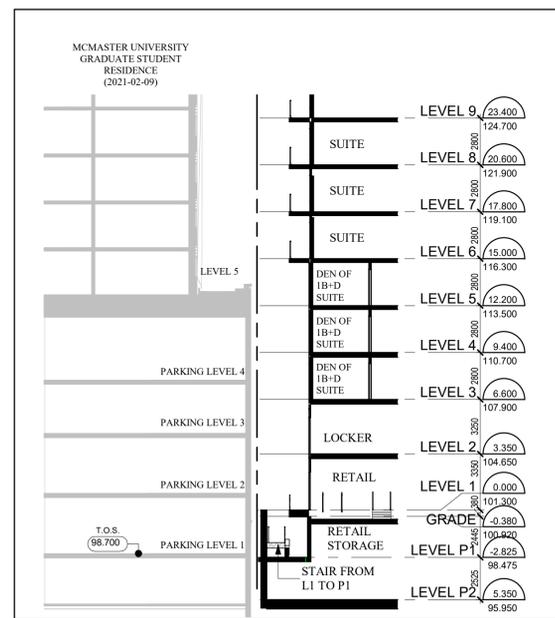 MCMASTER UNIVERSITY
GRADUATE STUDENT
RESIDENCE
(2021-02-09)
LEVEL 9 23.400
124.700
SUITE
2800
LEVEL 8 20.600
121.900
SUITE
2800
LEVEL 7 17.800
119.100
SUITE
2800
LEVEL 6 15.000
116.300
LEVEL 5
DEN OF
1B+D
SUITE
2800
LEVEL 5 12.200
113.500
DEN OF
1B+D
SUITE
2800
LEVEL 4 9.400
110.700
PARKING LEVEL 4
DEN OF
1B+D
SUITE
2800
LEVEL 3 6.600
107.900
PARKING LEVEL 3
LOCKER
3250
LEVEL 2 3.350
104.650
PARKING LEVEL 2
RETAIL
3350
LEVEL 1 0.000
101.300
380
GRADE -0.380
100.920
T.O.S.
98.700
PARKING LEVEL 1
RETAIL
STORAGE
2445
LEVEL P1 -2.825
98.475
STAIR FROM
L1 TO P1
2525
LEVEL P2 5.350
95.950